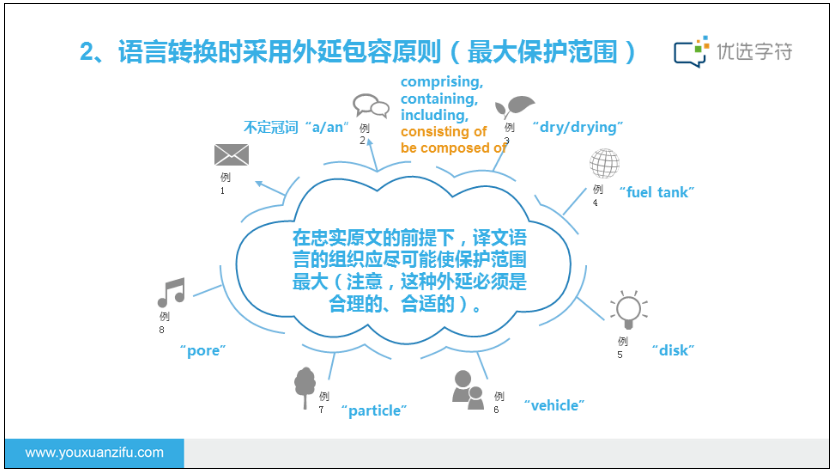 2、语言转换时采用外延包容原则（最大保护范围）
优选字符
不定冠词“a/an”
例
1
comprising,
containing,
including,
consisting of
be composed of
例
2
“dry/drying”
例
3
“fuel tank”
例
4
在忠实原文的前提下，译文语
言的组织应尽可能使保护范围
最大（注意，这种外延必须是
合理的、合适的）。
“disk”
例
5
“vehicle”
例
6
“particle”
例
7
“pore”
例
8
www.youxuanzifu.com